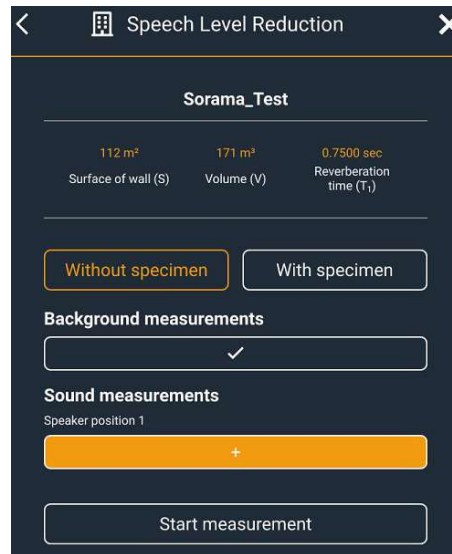 Speech Level Reduction
Sorama_Test
112 m² 171 m³ 0.7500 sec
Surface of wall (S) Volume (V) Reverberation
time (T₁)
Without specimen With specimen
Background measurements
Sound measurements
Speaker position 1
+
Start measurement